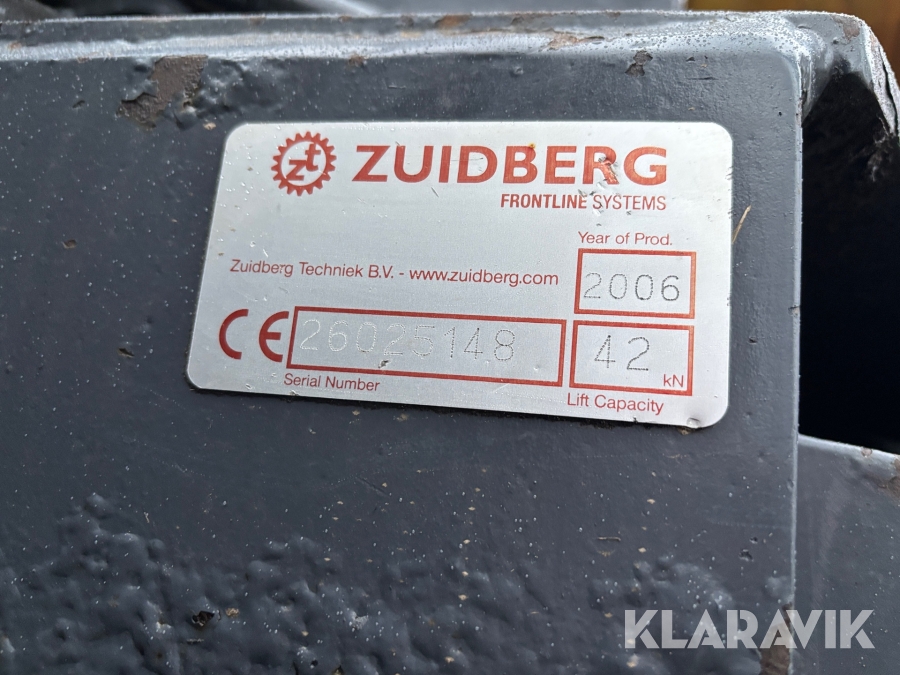 zt ZUIDBERG
FRONTLINE SYSTEMS
Year of Prod.
2006
Zuidberg Techniek B.V. - www.zuidberg.com
CE 26025148
Serial Number
42 kN
Lift Capacity
KLARAVIK